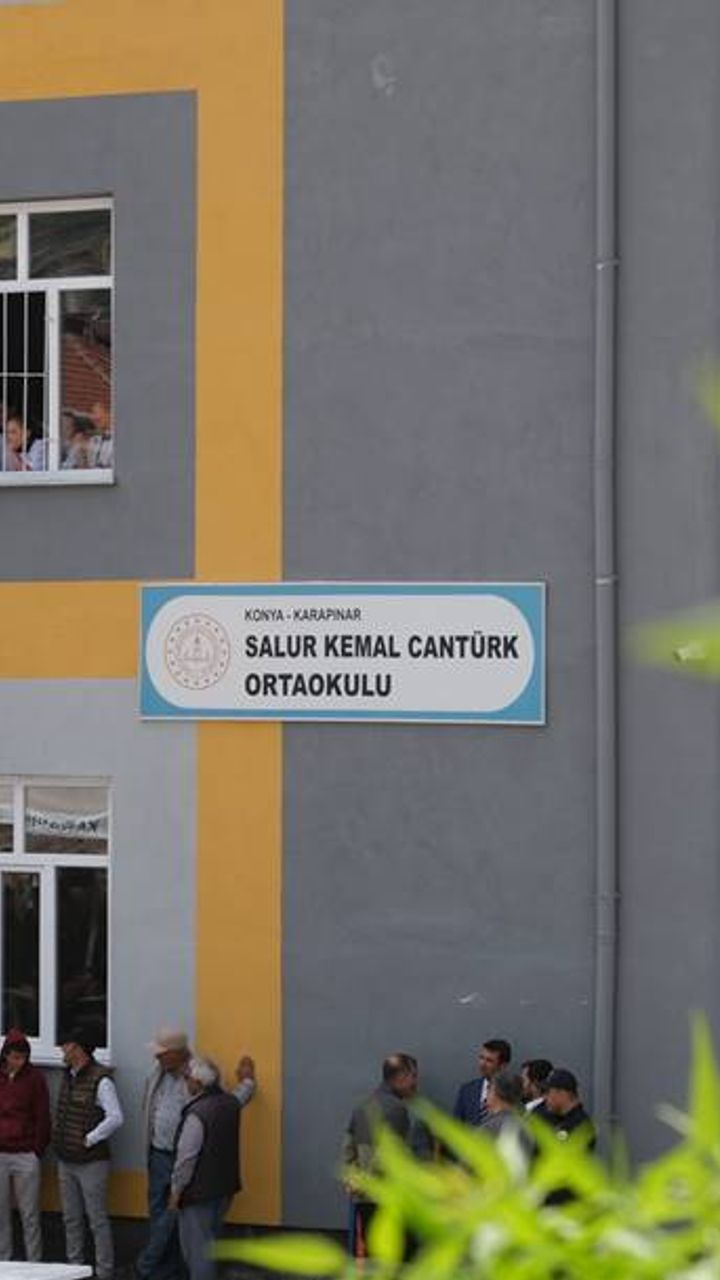 KONYA - KARAPINAR
SALUR KEMAL CANTÜRK
ORTAOKULU